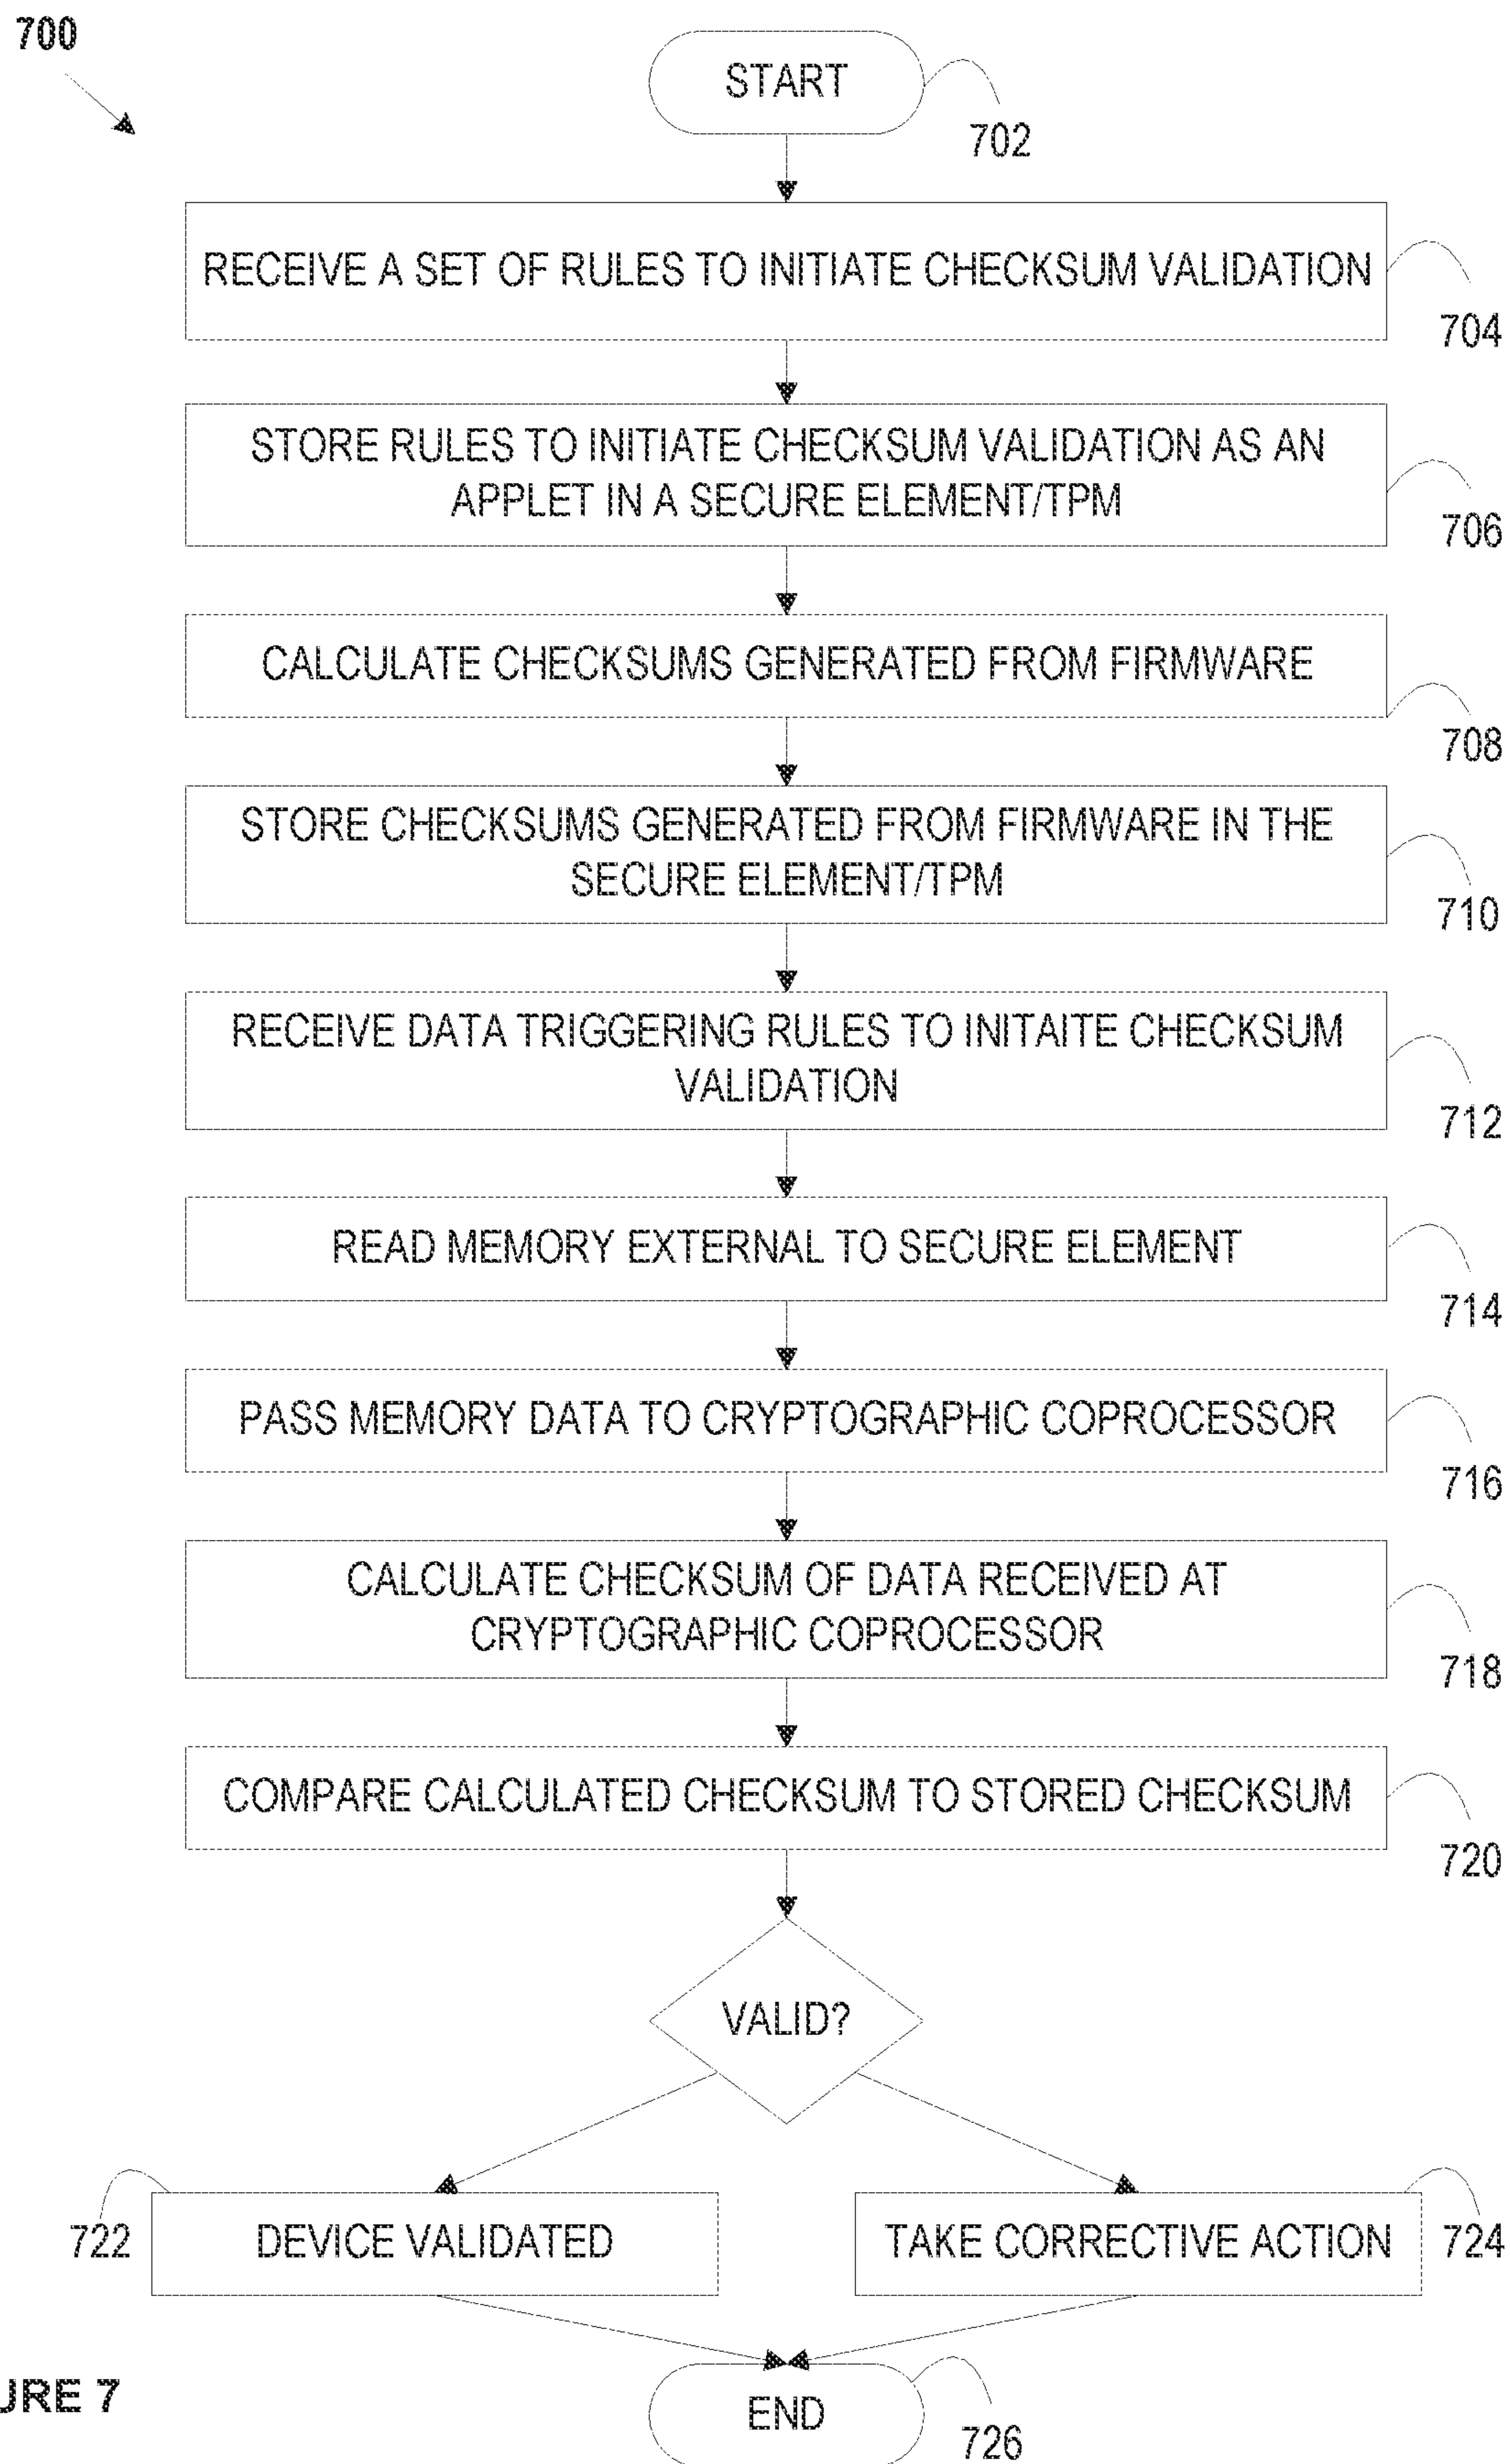 700
START
702
RECEIVE A SET OF RULES TO INITIATE CHECKSUM VALIDATION
704
STORE RULES TO INITIATE CHECKSUM VALIDATION AS AN
APPLET IN A SECURE ELEMENT/TPM
706
CALCULATE CHECKSUMS GENERATED FROM FIRMWARE
708
STORE CHECKSUMS GENERATED FROM FIRMWARE IN THE
SECURE ELEMENT/TPM
710
RECEIVE DATA TRIGGERING RULES TO INITAITE CHECKSUM
VALIDATION
712
READ MEMORY EXTERNAL TO SECURE ELEMENT
714
PASS MEMORY DATA TO CRYPTOGRAPHIC COPROCESSOR
716
CALCULATE CHECKSUM OF DATA RECEIVED AT
CRYPTOGRAPHIC COPROCESSOR
718
COMPARE CALCULATED CHECKSUM TO STORED CHECKSUM
720
VALID?
722
DEVICE VALIDATED
TAKE CORRECTIVE ACTION
724
URE 7
END
726